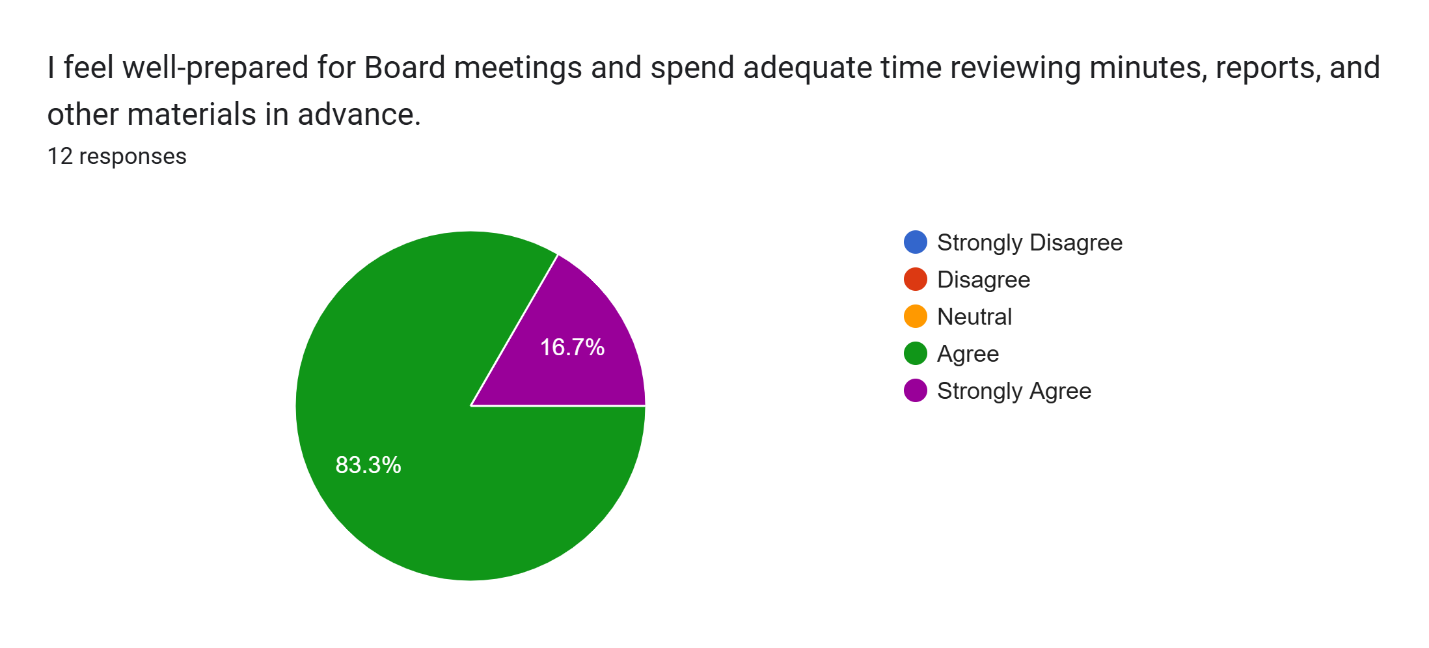 I feel well-prepared for Board meetings and spend adequate time reviewing minutes, reports, and
other materials in advance.
12 responses
16.7%
83.3%
Strongly Disagree
Disagree
Neutral
Agree
Strongly Agree